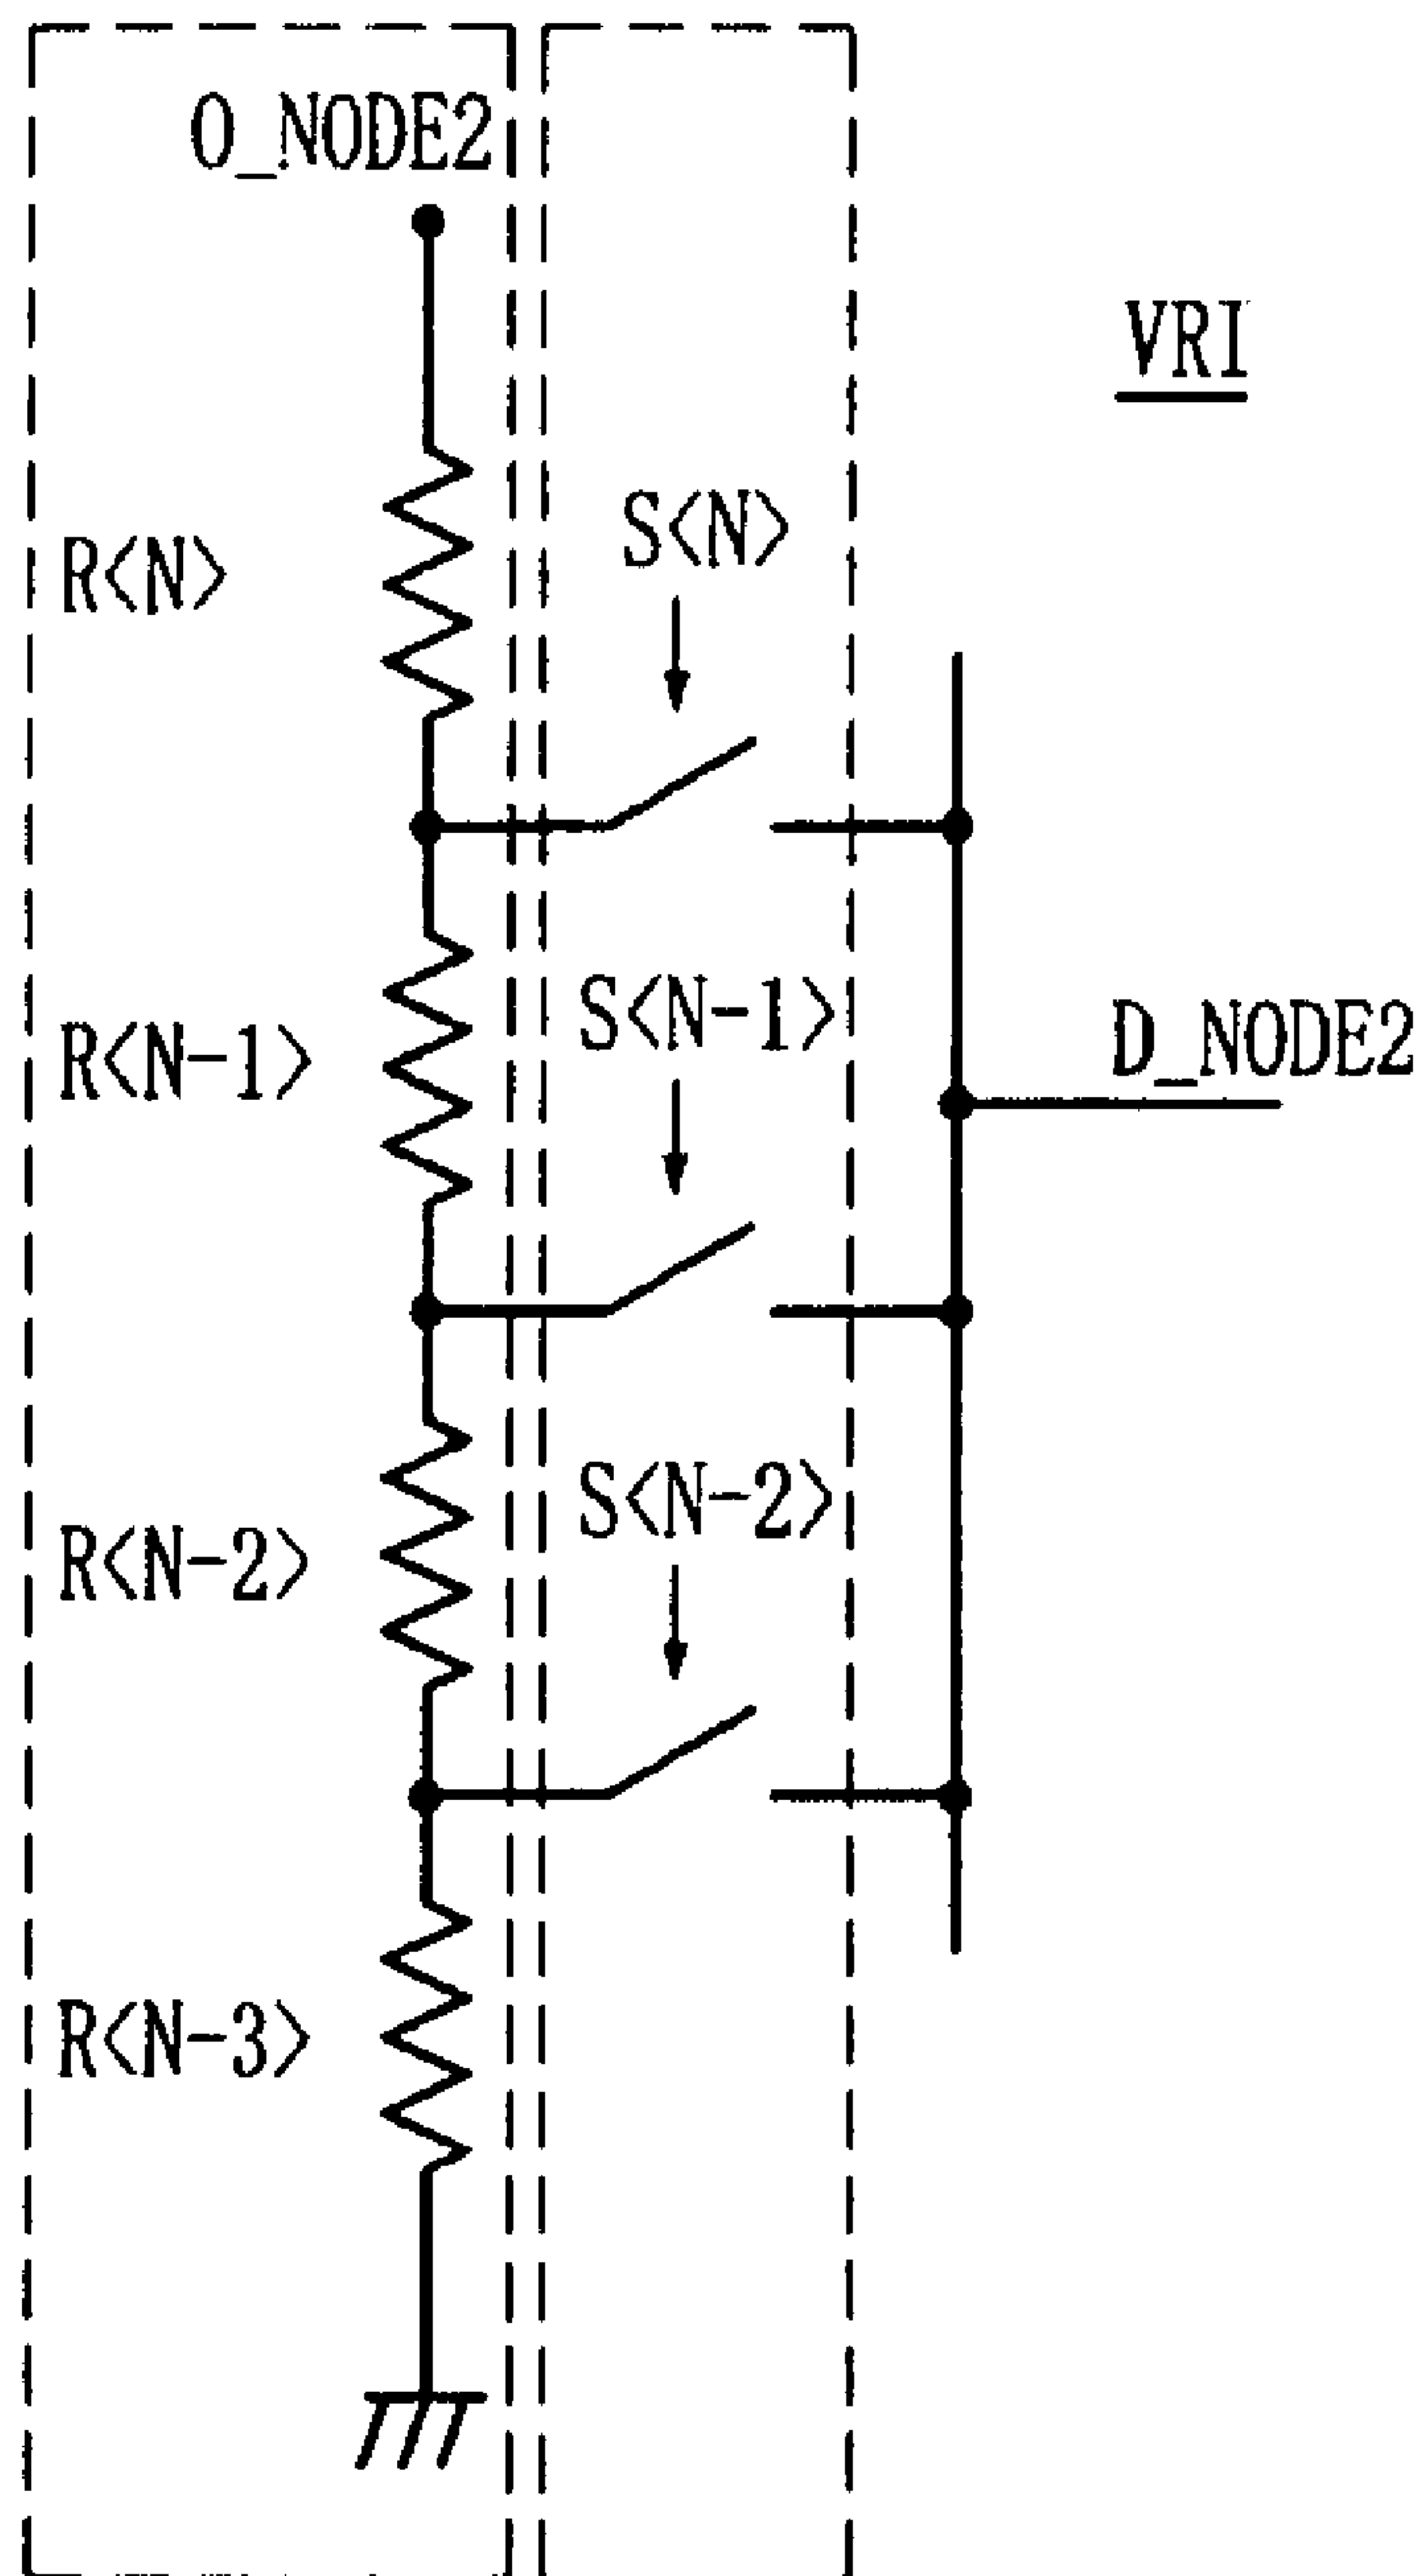 O_NODE2
VRI
S<N>
R<N>
S<N-1>
D_NODE2
R<N-1>
S<N-2>
R<N-2>
R<N-3>